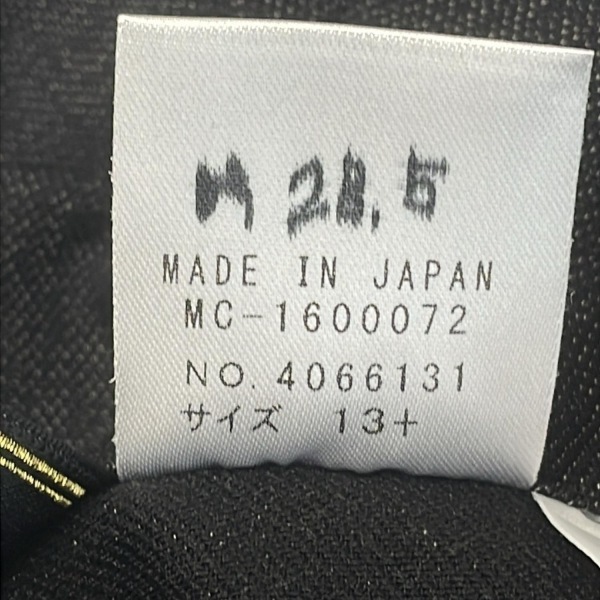 M 28.5
MADE IN JAPAN
MC-1600072
NO. 4066131
サイズ 13+